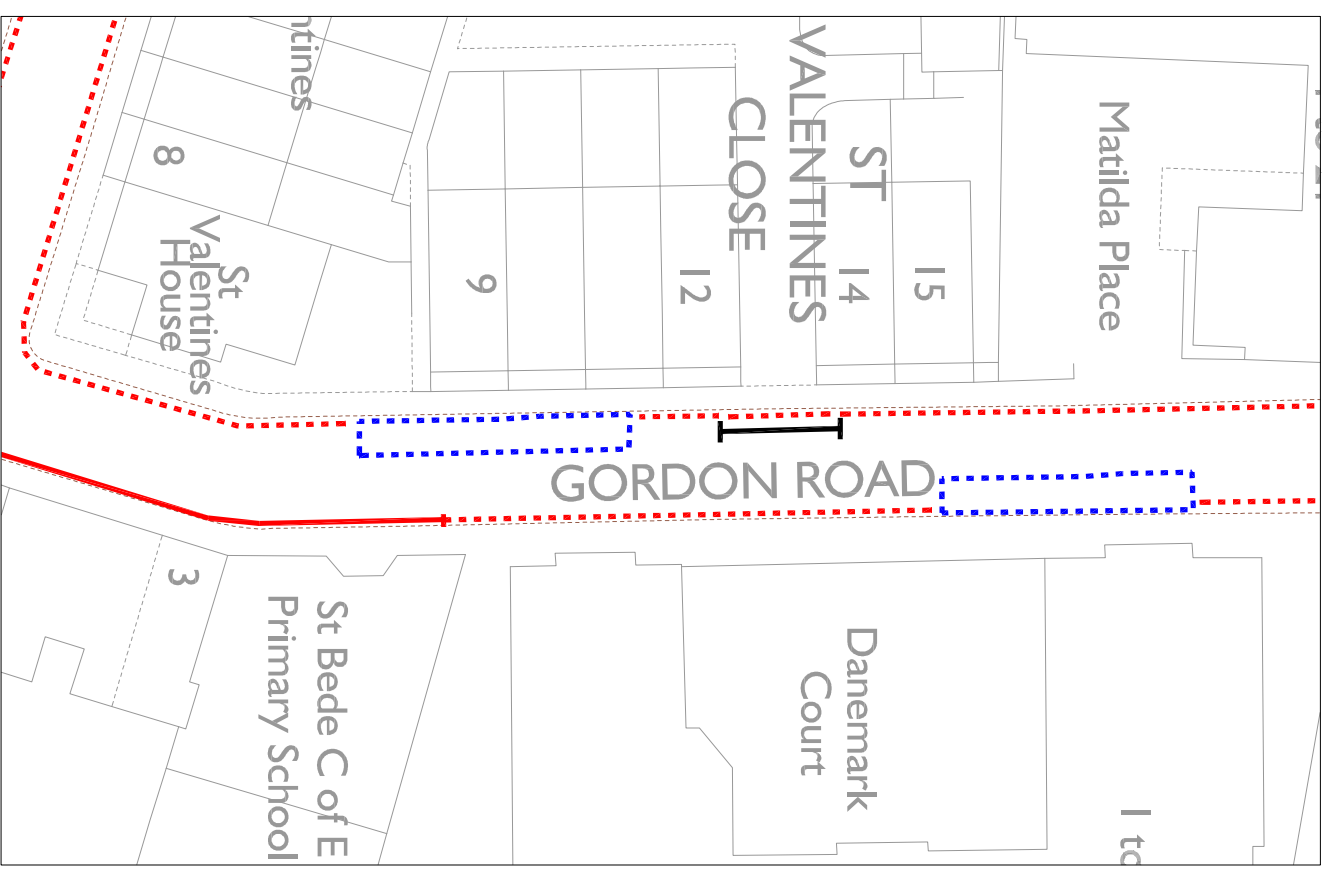 ntines
8
St
Valentines
House
9
12
ST
VALENTINES
CLOSE
14
15
Matilda Place
GORDON ROAD
3
St Bede C of E
Primary School
Danemark
Court
1 to